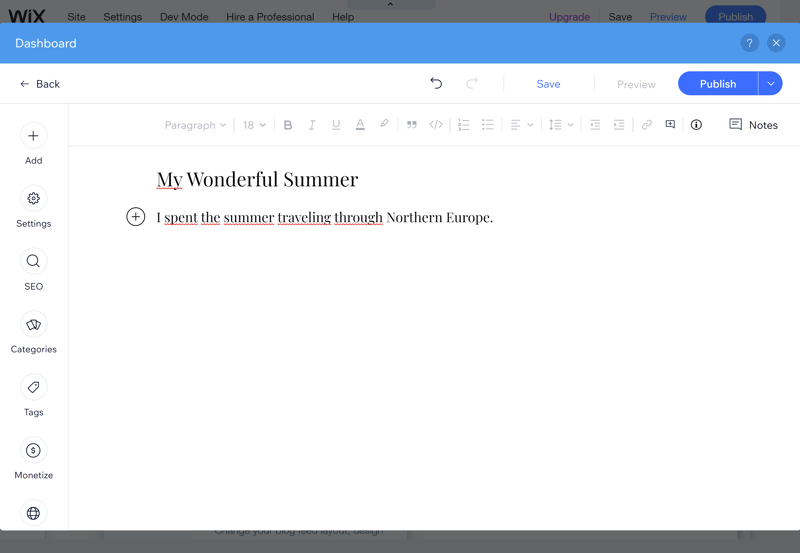 WiX Site Settings Dev Mode Hire a Professional Help Upgrade Save Preview Publish
Dashboard ?
Back Save Preview Publish
Paragraph 18 B I U A Notes
Add
Settings
SEO
Categories
Tags
$
Monetize
My Wonderful Summer
I spent the summer traveling through Northern Europe.
Change your blog feed layout, design